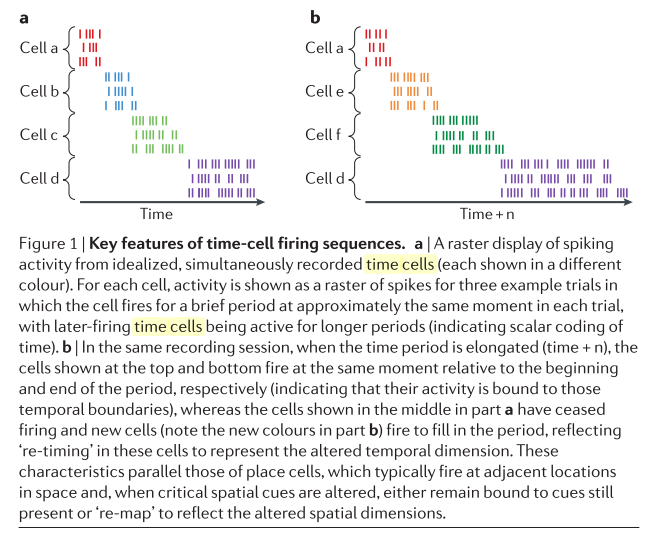 a
b
Cell a
Cell b
Cell c
Cell d
Time
Cell a
Cell e
Cell f
Cell d
Time + n
Figure 1 | Key features of time-cell firing sequences. a | A raster display of spiking
activity from idealized, simultaneously recorded time cells (each shown in a different
colour). For each cell, activity is shown as a raster of spikes for three example trials in
which the cell fires for a brief period at approximately the same moment in each trial,
with later-firing time cells being active for longer periods (indicating scalar coding of
time). b | In the same recording session, when the time period is elongated (time + n), the
cells shown at the top and bottom fire at the same moment relative to the beginning
and end of the period, respectively (indicating that their activity is bound to those
temporal boundaries), whereas the cells shown in the middle in part a have ceased
firing and new cells (note the new colours in part b) fire to fill in the period, reflecting
‘re-timing’ in these cells to represent the altered temporal dimension. These
characteristics parallel those of place cells, which typically fire at adjacent locations
in space and, when critical spatial cues are altered, either remain bound to cues still
present or ‘re-map’ to reflect the altered spatial dimensions.